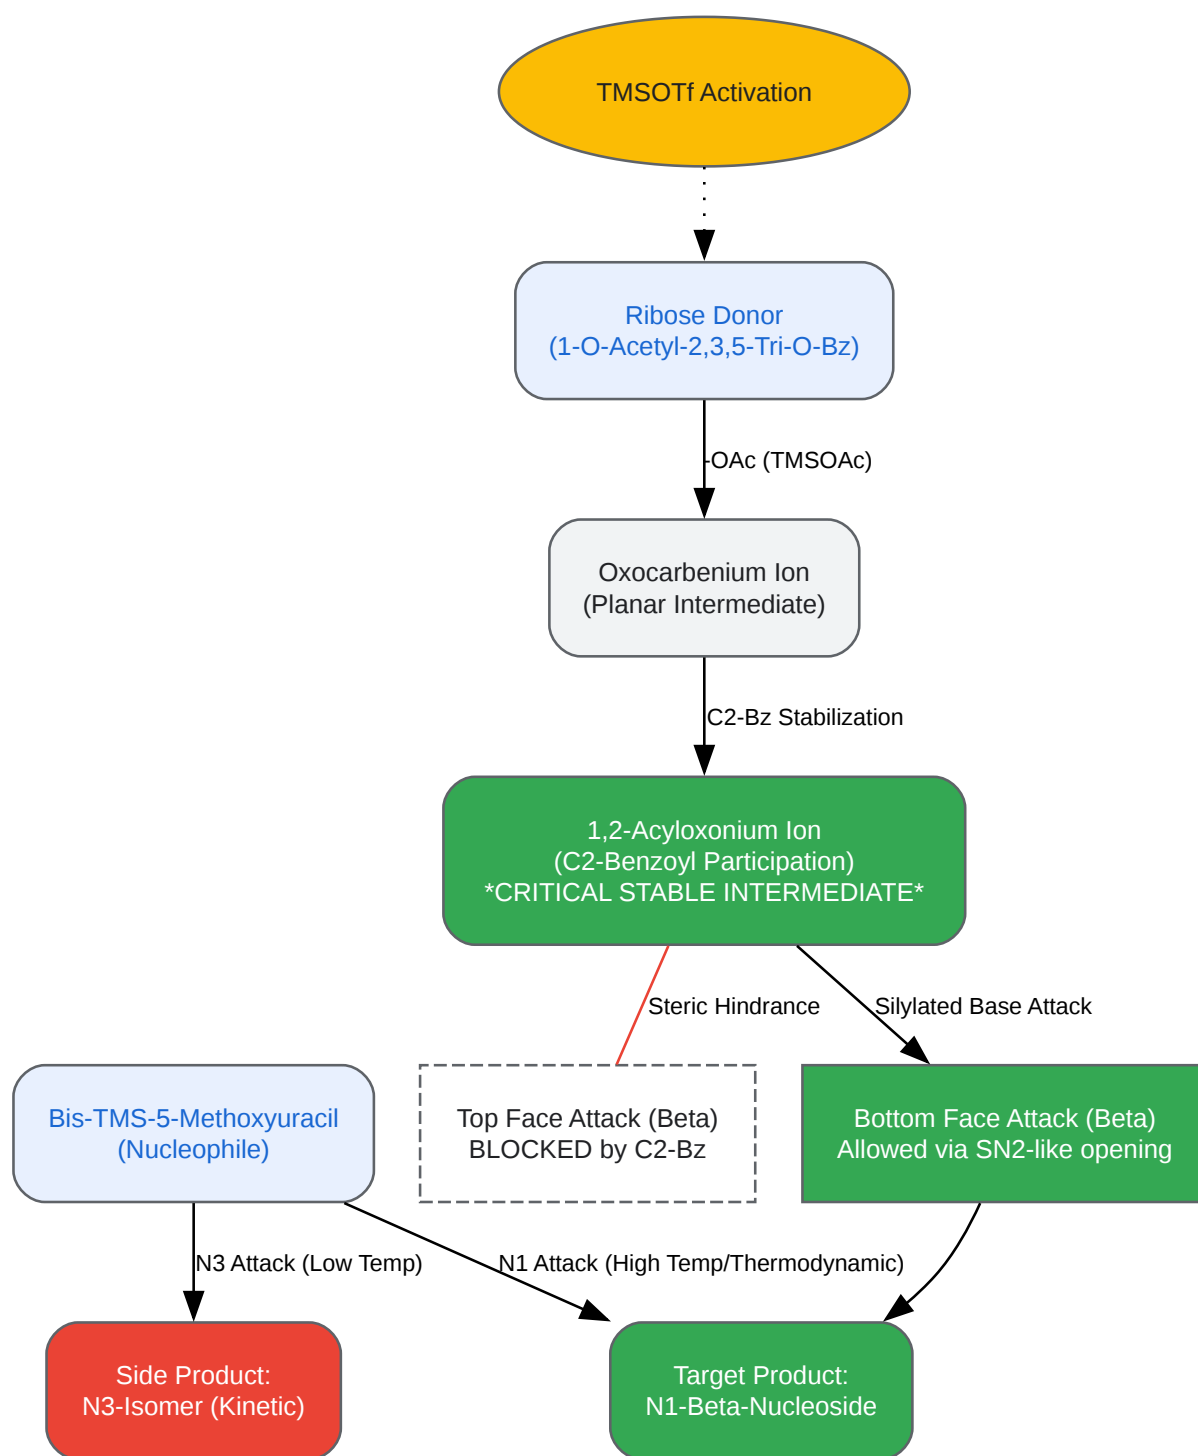 TMSOTf Activation
Ribose Donor
(1-O-Acetyl-2,3,5-Tri-O-Bz)
-OAc (TMSOAc)
Oxocarbenium Ion
(Planar Intermediate)
C2-Bz Stabilization
1,2-Acyloxonium Ion
(C2-Benzoyl Participation)
*CRITICAL STABLE INTERMEDIATE*
Steric Hindrance
Silylated Base Attack
Bis-TMS-5-Methoxyuracil
(Nucleophile)
Top Face Attack (Beta)
BLOCKED by C2-Bz
Bottom Face Attack (Beta)
Allowed via SN2-like opening
N3 Attack (Low Temp)
N1 Attack (High Temp/Thermodynamic)
Side Product:
N3-Isomer (Kinetic)
Target Product:
N1-Beta-Nucleoside